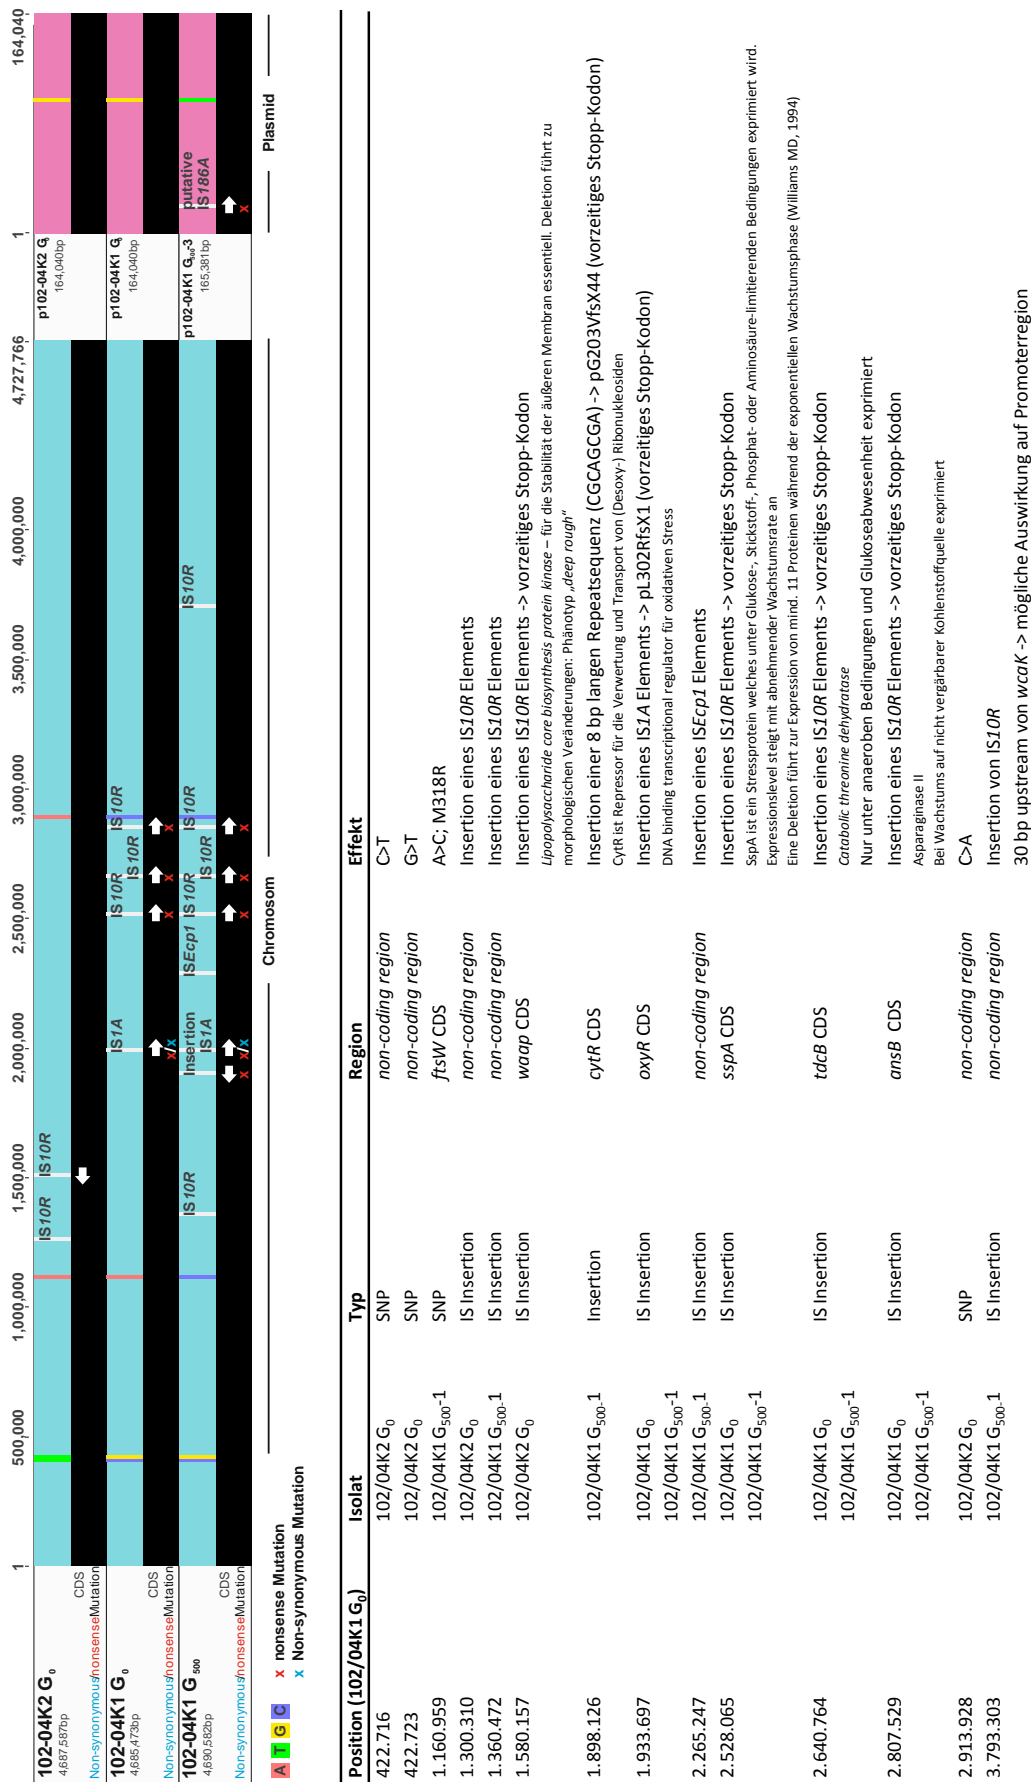 1
500,000
1,000,000
1,500,000
2,000,000
2,500,000
3,000,000
3,500,000
4,000,000
4,727,766
1
164,040
102-04K2 G0
4,687,587bp
CDS
Non-synonymous/nonsenseMutation
IS10R
IS10R
p102-04K2 G0
164,040bp
102-04K1 G0
4,685,473bp
CDS
Non-synonymous/nonsenseMutation
IS1A
IS10R
IS10R
IS10R
x/x
x
x
x
p102-04K1 G0
164,040bp
102-04K1 G500
4,690,582bp
CDS
Non-synonymous/nonsenseMutation
IS10R
Insertion
IS1A
ISEcp1
IS10R
IS10R
IS10R
IS10R
x
x/x
x
x
x
p102-04K1 G500-3
165,381bp
putative
IS186A
x
Chromosom
Plasmid
A T G C
x nonsense Mutation
x Non-synonymous Mutation
Position (102/04K1 G0) Isolat Typ Region Effekt
422.716 102/04K2 G0 SNP non-coding region C>T
422.723 102/04K2 G0 SNP non-coding region G>T
1.160.959 102/04K1 G500-1 SNP ftsW CDS A>C; M318R
1.300.310 102/04K2 G0 IS Insertion non-coding region Insertion eines IS10R Elements
1.360.472 102/04K1 G500-1 IS Insertion non-coding region Insertion eines IS10R Elements
1.580.157 102/04K2 G0 IS Insertion waap CDS Insertion eines IS10R Elements -> vorzeitiges Stopp-Kodon
Lipopolysaccharide core biosynthesis protein kinase – für die Stabilität der äußeren Membran essentiell. Deletion führt zu
morphologischen Veränderungen: Phänotyp „deep rough“
1.898.126 102/04K1 G500-1 Insertion cytR CDS Insertion einer 8 bp langen Repeatsequenz (CGCAGCGA) -> pG203VfsX44 (vorzeitiges Stopp-Kodon)
CytR ist Repressor für die Verwertung und Transport von (Desoxy-) Ribonukleosiden
1.933.697 102/04K1 G0 IS Insertion oxyR CDS Insertion eines IS1A Elements -> pL302RfsX1 (vorzeitiges Stopp-Kodon)
102/04K1 G500-1 DNA binding transcriptional regulator für oxidativen Stress
2.265.247 102/04K1 G500-1 IS Insertion non-coding region Insertion eines ISEcp1 Elements
2.528.065 102/04K1 G0 IS Insertion sspA CDS Insertion eines IS10R Elements -> vorzeitiges Stopp-Kodon
102/04K1 G500-1 SspA ist ein Stressprotein welches unter Glukose-, Stickstoff-, Phosphat- oder Aminosäure-limitierenden Bedingungen exprimiert wird.
Expressionslevel steigt mit abnehmender Wachstumsrate an
Eine Deletion führt zur Expression von mind. 11 Proteinen während der exponentiellen Wachstumsphase (Williams MD, 1994)
2.640.764 102/04K1 G0 IS Insertion tdcB CDS Insertion eines IS10R Elements -> vorzeitiges Stopp-Kodon
102/04K1 G500-1 Catabolic threonine dehydratase
Nur unter anaeroben Bedingungen und Glukoseabwesenheit exprimiert
2.807.529 102/04K1 G0 IS Insertion ansB CDS Insertion eines IS10R Elements -> vorzeitiges Stopp-Kodon
102/04K1 G500-1 Asparaginase II
Bei Wachstums auf nicht vergärbarer Kohlenstoffquelle exprimiert
2.913.928 102/04K2 G0 SNP non-coding region C>A
3.793.303 102/04K1 G500-1 IS Insertion non-coding region Insertion von IS10R
30 bp upstream von wcaK -> mögliche Auswirkung auf Promoterregion